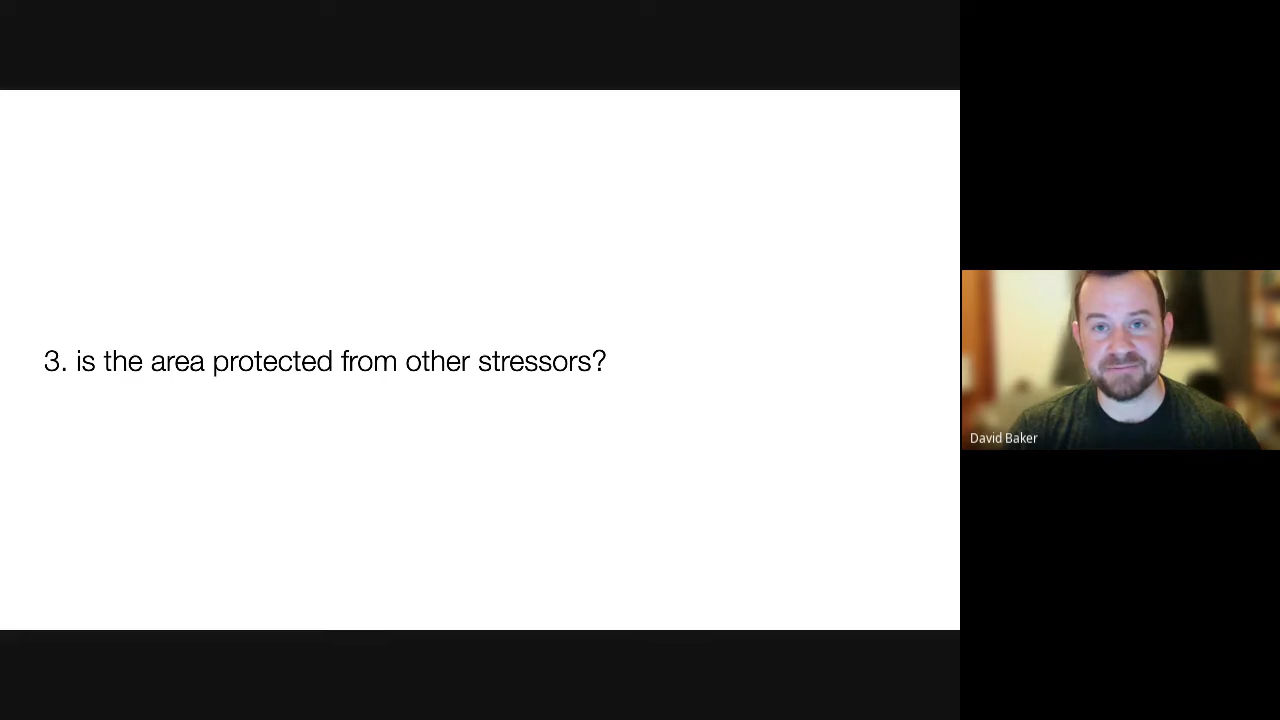 3. is the area protected from other stressors?
David Baker